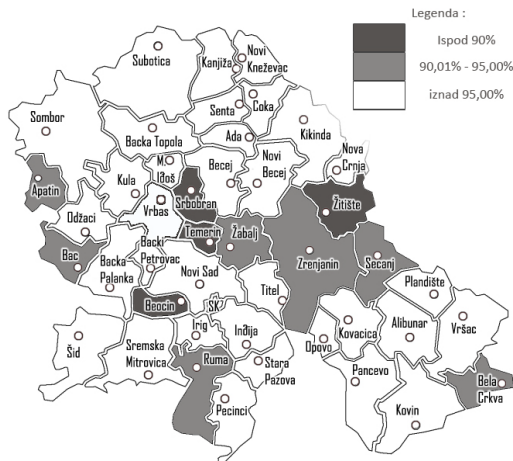 Legenda :
Ispod 90%
90,01% - 95,00%
iznad 95,00%
Subotica
Kanjiža
Novi
Kneževac
Senta
Coka
Sombor
Backa Topola
Ada
Kikinda
M.
Iđoš
Becej
Novi
Becej
Nova
Crnja
Apatin
Kula
Srbobran
Vrbas
Žitište
Odžaci
Temerin
Žabalj
Bac
Backi
Petrovac
Zrenjanin
Secanj
Backa
Palanka
Novi Sad
Titel
Plandište
Beocin
SK
Irig
Inđija
Kovacica
Alibunar
Vršac
Opovo
Šid
Sremska
Mitrovica
Ruma
Stara
Pazova
Pancevo
Bela
Crkva
Pecinci
Kovin